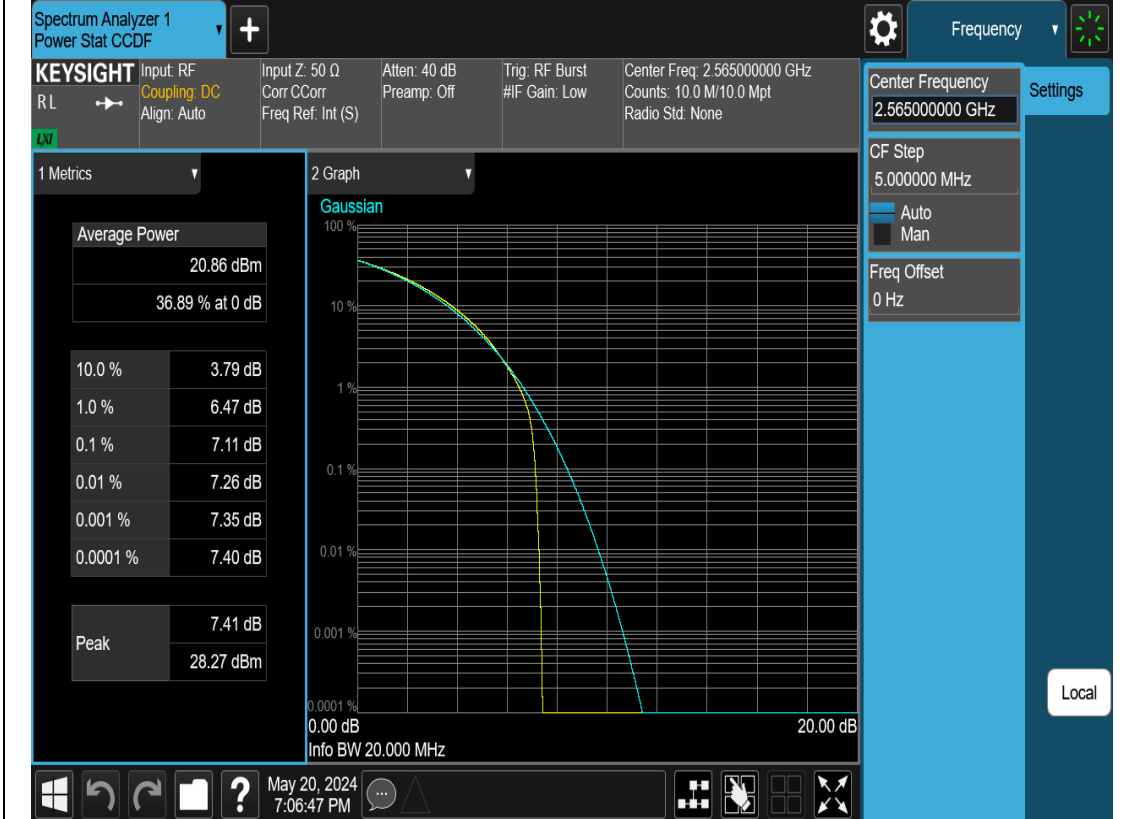 Spectrum Analyzer 1
Power Stat CCDF
Frequency
KEYSIGHT
RL
LXI
Input: RF
Coupling: DC
Align: Auto
Input Z: 50 Ω
Corr CCorr
Freq Ref: Int (S)
Atten: 40 dB
Preamp: Off
Trig: RF Burst
#IF Gain: Low
Center Freq: 2.565000000 GHz
Counts: 10.0 M/10.0 Mpt
Radio Std: None
Center Frequency
2.565000000 GHz
Settings
CF Step
5.000000 MHz
Auto
Man
Freq Offset
0 Hz
Local
1 Metrics
Average Power
20.86 dBm
36.89 % at 0 dB
10.0 % 3.79 dB
1.0 % 6.47 dB
0.1 % 7.11 dB
0.01 % 7.26 dB
0.001 % 7.35 dB
0.0001 % 7.40 dB
Peak
7.41 dB
28.27 dBm
2 Graph
Gaussian
100 %
10 %
1 %
0.1 %
0.01 %
0.001 %
0.0001 %
0.00 dB 20.00 dB
Info BW 20.000 MHz
?
May 20, 2024
7:06:47 PM